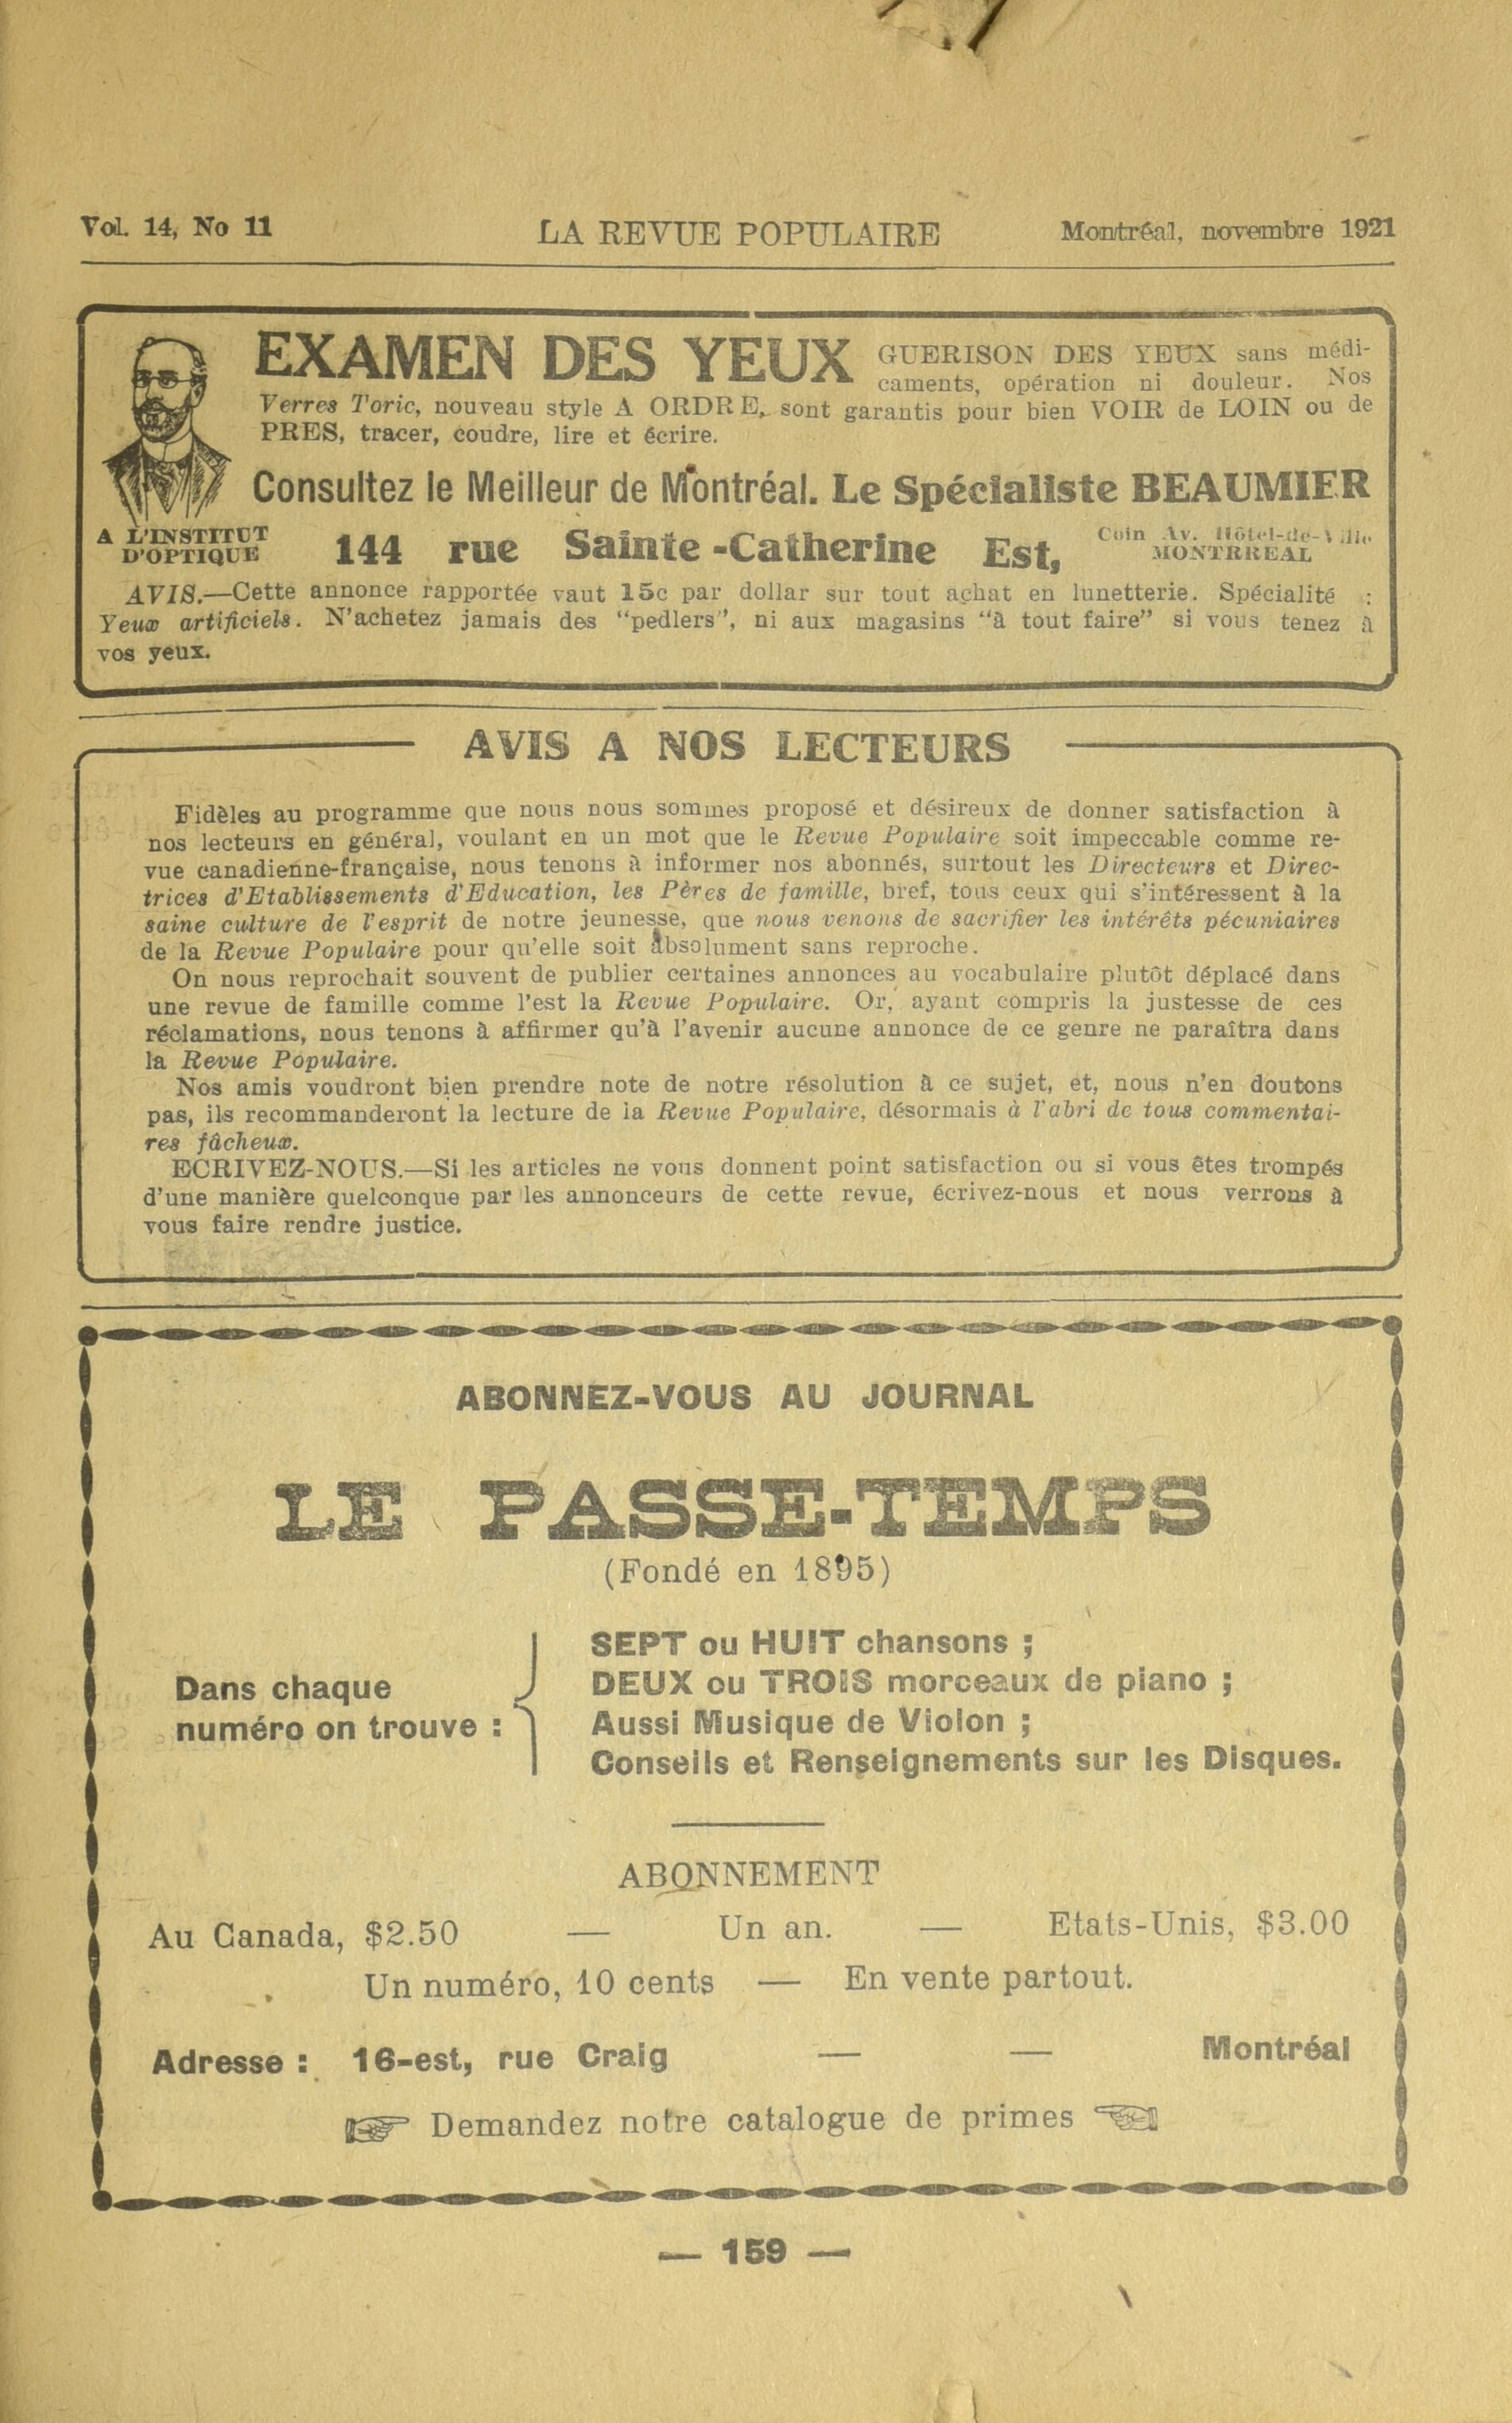 Vol. 14, No 11 LA REVUE POPULAIRE Montréal, novembre 1921
EXAMEN DES YEUX GUERISON DES YEUX sans médi-
caments, opération ni douleur. Nos
Verres Toric, nouveau style A ORDRE, sont garantis pour bien VOIR de LOIN ou de
PRES, tracer, coudre, lire et écrire.
Consultez le Meilleur de Montréal. Le Spécialiste BEAUMIER
A L'INSTITUT
D'OPTIQUE
144 rue Sainte-Catherine Est,
Coin Av. Hôtel-de-Ville
MONTRREAL
AVIS.—Cette annonce rapportée vaut 15c par dollar sur tout achat en lunetterie. Spécialité :
Yeux artificiels. N'achetez jamais des "pedlers", ni aux magasins "à tout faire" si vous tenez à
vos yeux.
AVIS A NOS LECTEURS
Fidèles au programme que nous nous sommes proposé et désireux de donner satisfaction à
nos lecteurs en général, voulant en un mot que le Revue Populaire soit impeccable comme re-
vue canadienne-française, nous tenons à informer nos abonnés, surtout les Directeurs et Direc-
trices d'Etablissements d'Education, les Pères de famille, bref, tous ceux qui s'intéressent à la
saine culture de l'esprit de notre jeunesse, que nous venons de sacrifier les intérêts pécuniaires
de la Revue Populaire pour qu'elle soit absolument sans reproche.
On nous reprochait souvent de publier certaines annonces au vocabulaire plutôt déplacé dans
une revue de famille comme l'est la Revue Populaire. Or, ayant compris la justesse de ces
réclamations, nous tenons à affirmer qu'à l'avenir aucune annonce de ce genre ne paraîtra dans
la Revue Populaire.
Nos amis voudront bien prendre note de notre résolution à ce sujet, et, nous n'en doutons
pas, ils recommanderont la lecture de la Revue Populaire, désormais à l'abri de tous commentai-
res fâcheux.
ECRIVEZ-NOUS.—Si les articles ne vous donnent point satisfaction ou si vous êtes trompés
d'une manière quelconque par les annonceurs de cette revue, écrivez-nous et nous verrons à
vous faire rendre justice.
ABONNEZ-VOUS AU JOURNAL
LE PASSE-TEMPS
(Fondé en 1895)
Dans chaque
numéro on trouve :
SEPT ou HUIT chansons ;
DEUX ou TROIS morceaux de piano ;
Aussi Musique de Violon ;
Conseils et Renseignements sur les Disques.
ABONNEMENT
Au Canada, $2.50 — Un an. — Etats-Unis, $3.00
Un numéro, 10 cents — En vente partout.
Adresse : 16-est, rue Craig — — Montréal
☞ Demandez notre catalogue de primes ☜
— 159 —